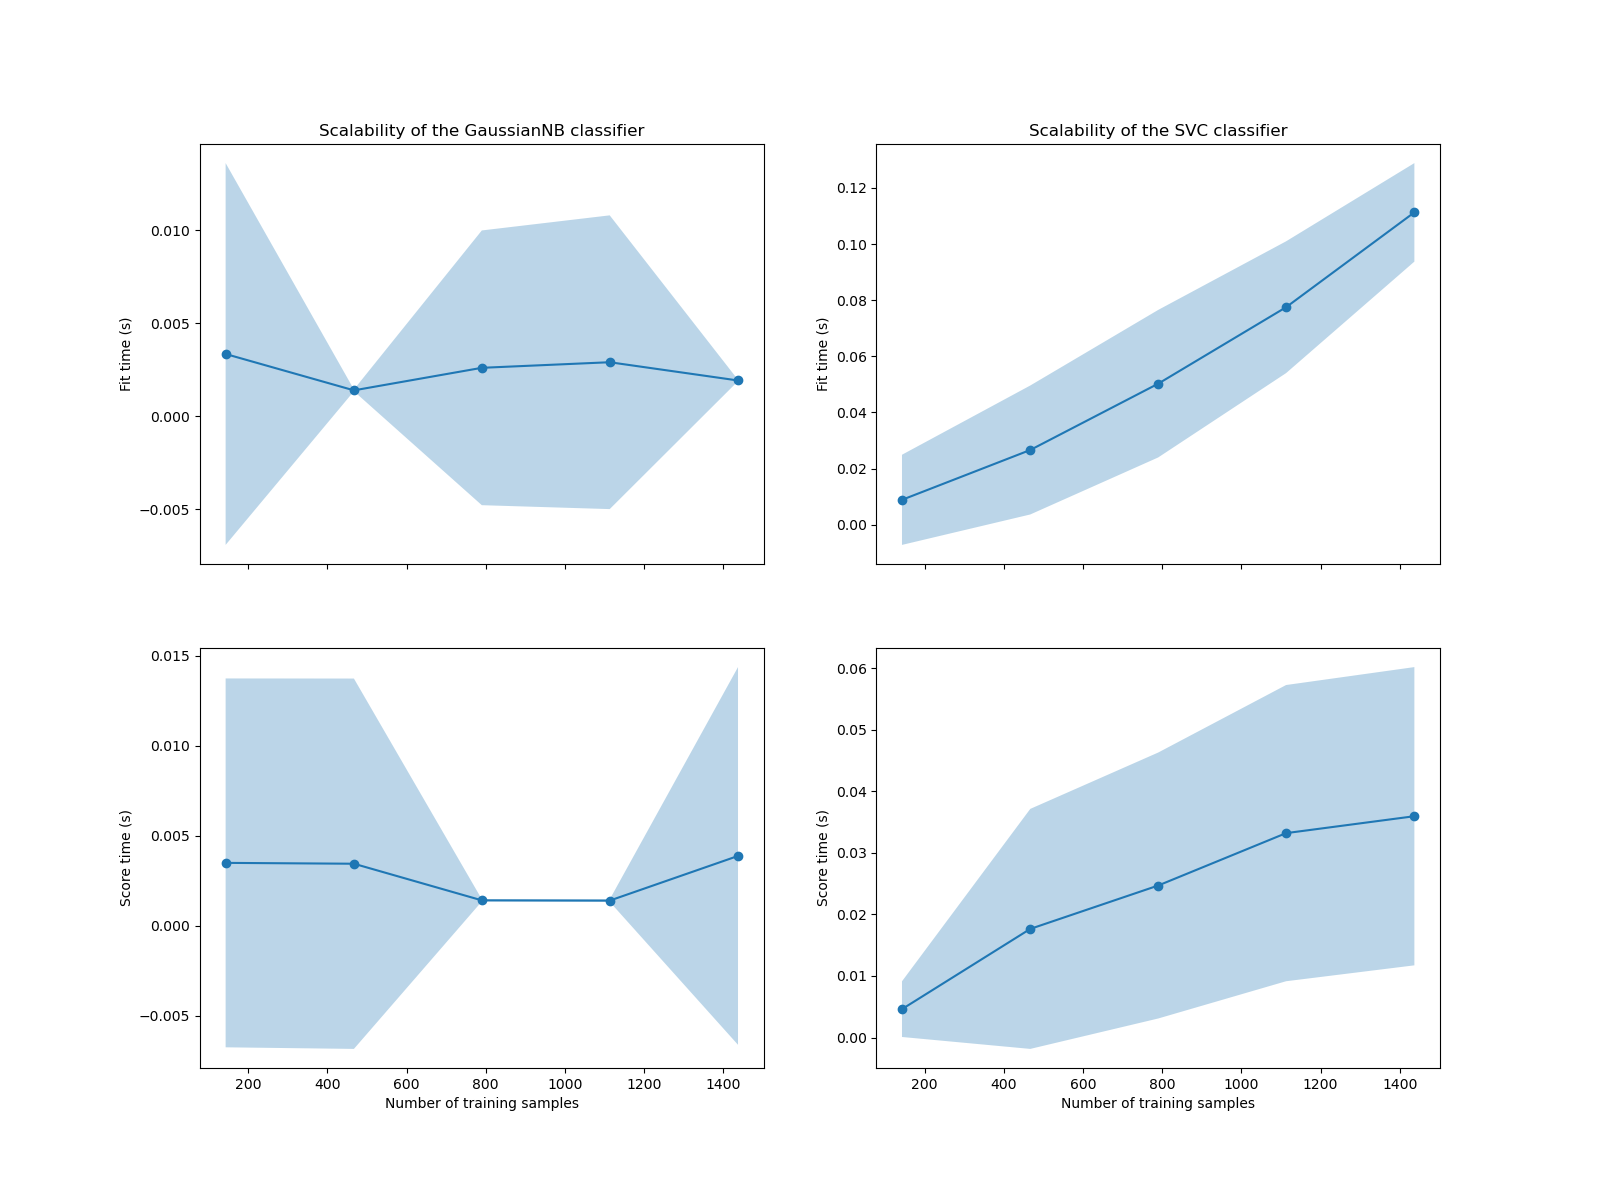 Scalability of the GaussianNB classifier
Fit time (s)
0.010
0.005
0.000
−0.005
Scalability of the SVC classifier
Fit time (s)
0.12
0.10
0.08
0.06
0.04
0.02
0.00
Score time (s)
0.015
0.010
0.005
0.000
−0.005
200 400 600 800 1000 1200 1400
Number of training samples
Score time (s)
0.06
0.05
0.04
0.03
0.02
0.01
0.00
200 400 600 800 1000 1200 1400
Number of training samples